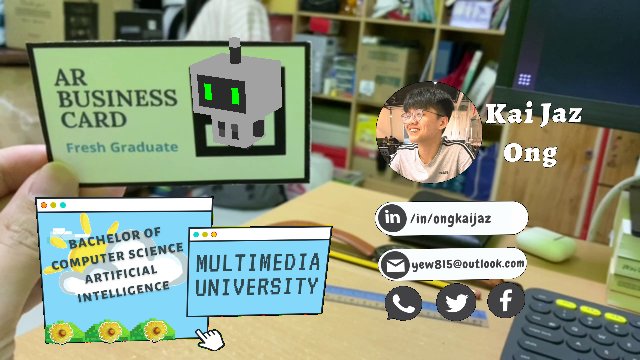 AR
BUSINESS
CARD
Fresh Graduate
Kai Jaz
Ong
in
/in/ongkaijaz
yew815@outlook.com
BACHELOR OF
COMPUTER SCIENCE
ARTIFICIAL
INTELLIGENCE
MULTIMEDIA
UNIVERSITY